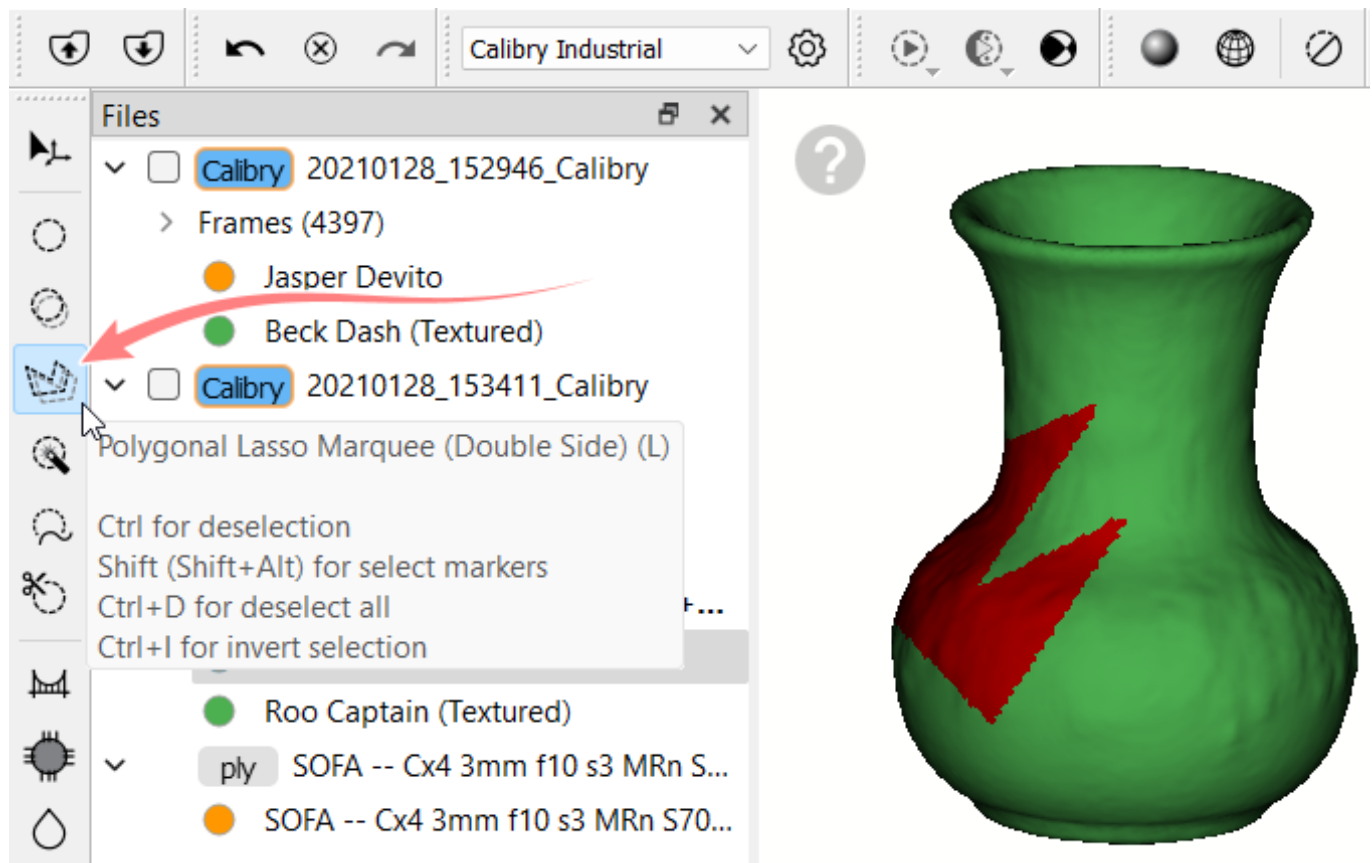 Calibry Industrial
Files
Calibry 20210128_152946_Calibry
Frames (4397)
Jasper Devito
Beck Dash (Textured)
Calibry 20210128_153411_Calibry
Polygonal Lasso Marquee (Double Side) (L)
Ctrl for deselection
Shift (Shift+Alt) for select markers
Ctrl+D for deselect all
+...
Ctrl+I for invert selection
Roo Captain (Textured)
ply SOFA -- Cx4 3mm f10 s3 MRn S...
SOFA -- Cx4 3mm f10 s3 MRn S70...
?